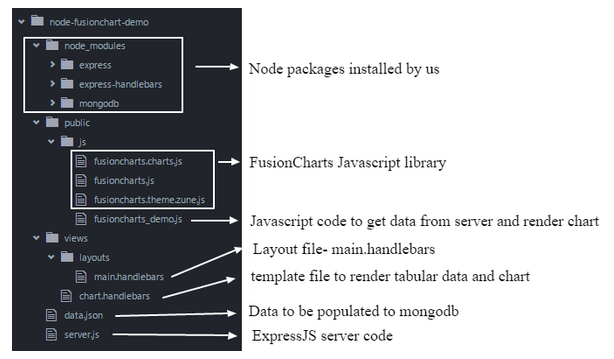 node-fusionchart-demo
node_modules
express
Node packages installed by us
express-handlebars
mongodb
public
js
fusioncharts.charts.js
FusionCharts Javascript library
fusioncharts.js
fusioncharts.theme.zune.js
fusioncharts_demo.js
Javascript code to get data from server and render chart
views
Layout file- main.handlebars
layouts
main.handlebars
template file to render tabular data and chart
chart.handlebars
data.json
Data to be populated to mongodb
server.js
ExpressJS server code